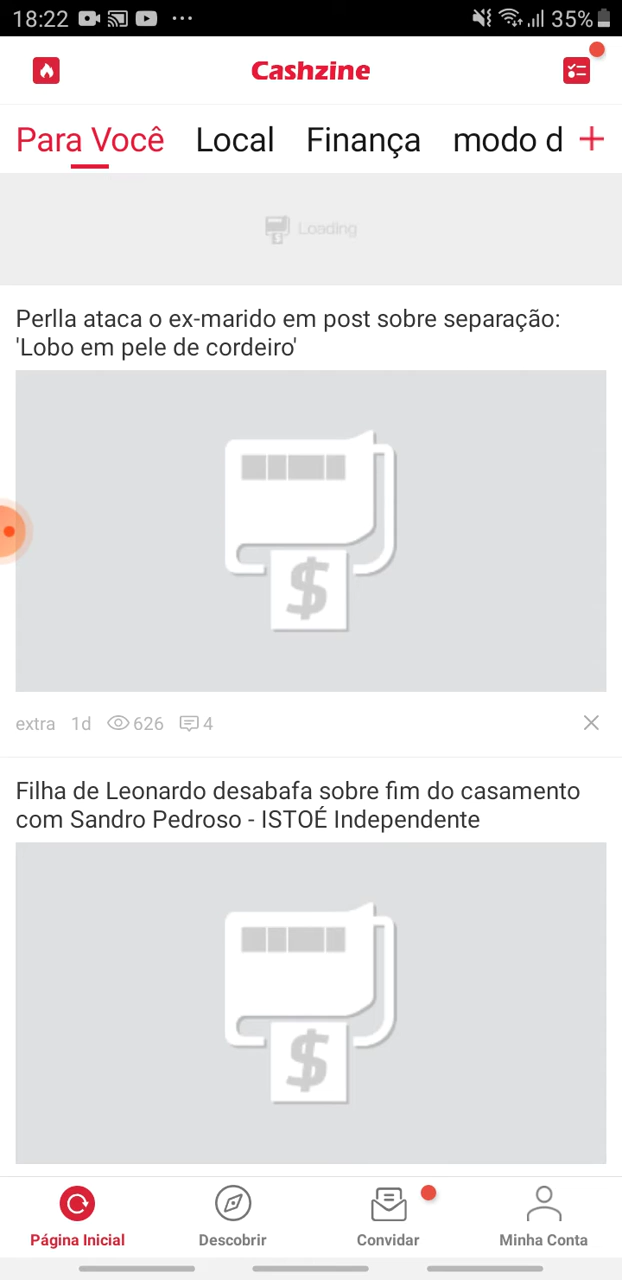 18:22
35%
Cashzine
Para Você Local Finança modo d
Loading
Perlla ataca o ex-marido em post sobre separação:
'Lobo em pele de cordeiro'
$
extra 1d 626 4
Filha de Leonardo desabafa sobre fim do casamento
com Sandro Pedroso - ISTOÉ Independente
$
Página Inicial Descobrir Convidar Minha Conta